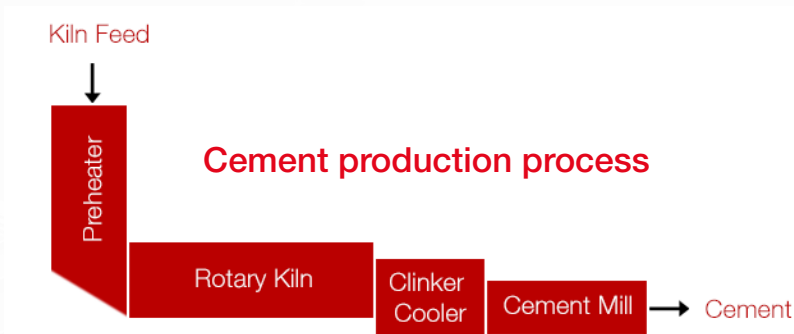 Kiln Feed
Preheater
Cement production process
Rotary Kiln
Clinker
Cooler
Cement Mill
Cement